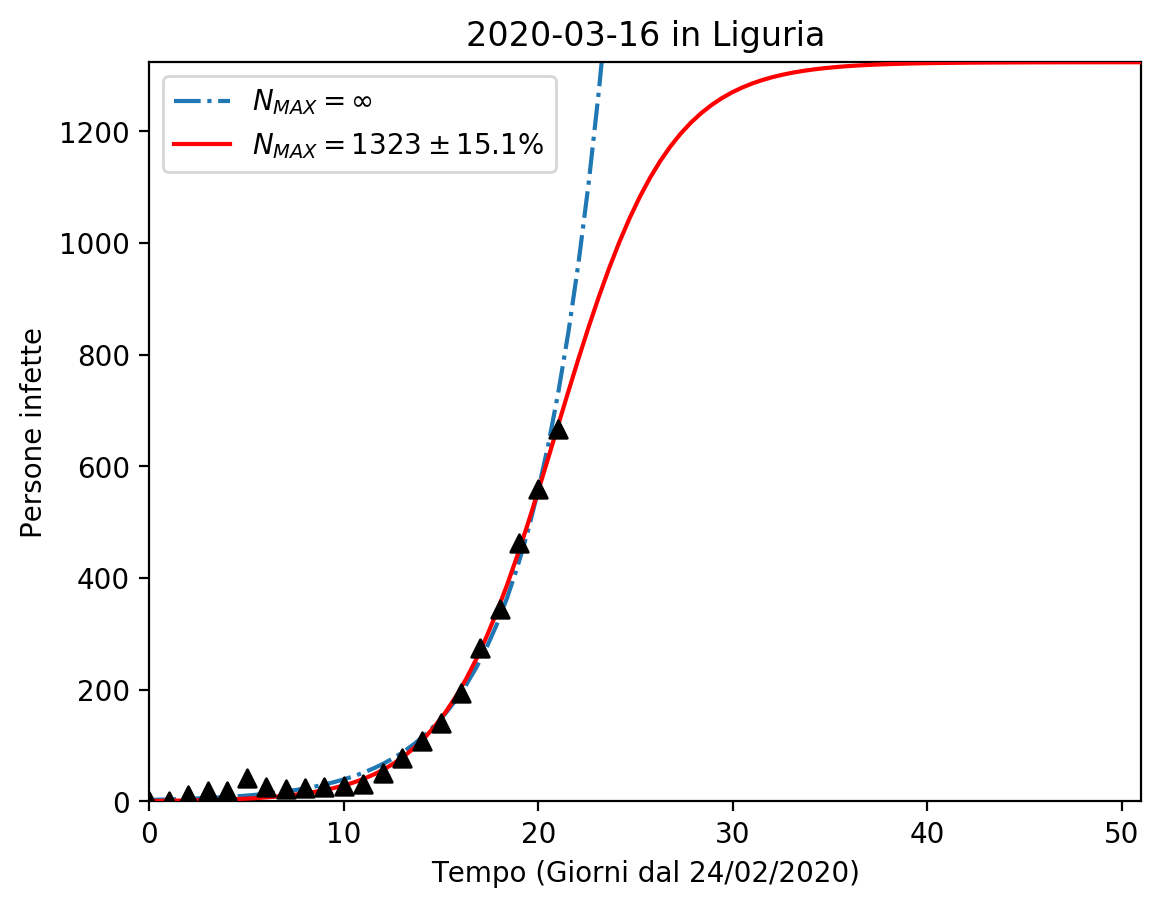 2020-03-16 in Liguria
N_MAX = ∞
N_MAX = 1323 ± 15.1%
1200
1000
800
600
400
200
0
Persone infette
0 10 20 30 40 50
Tempo (Giorni dal 24/02/2020)